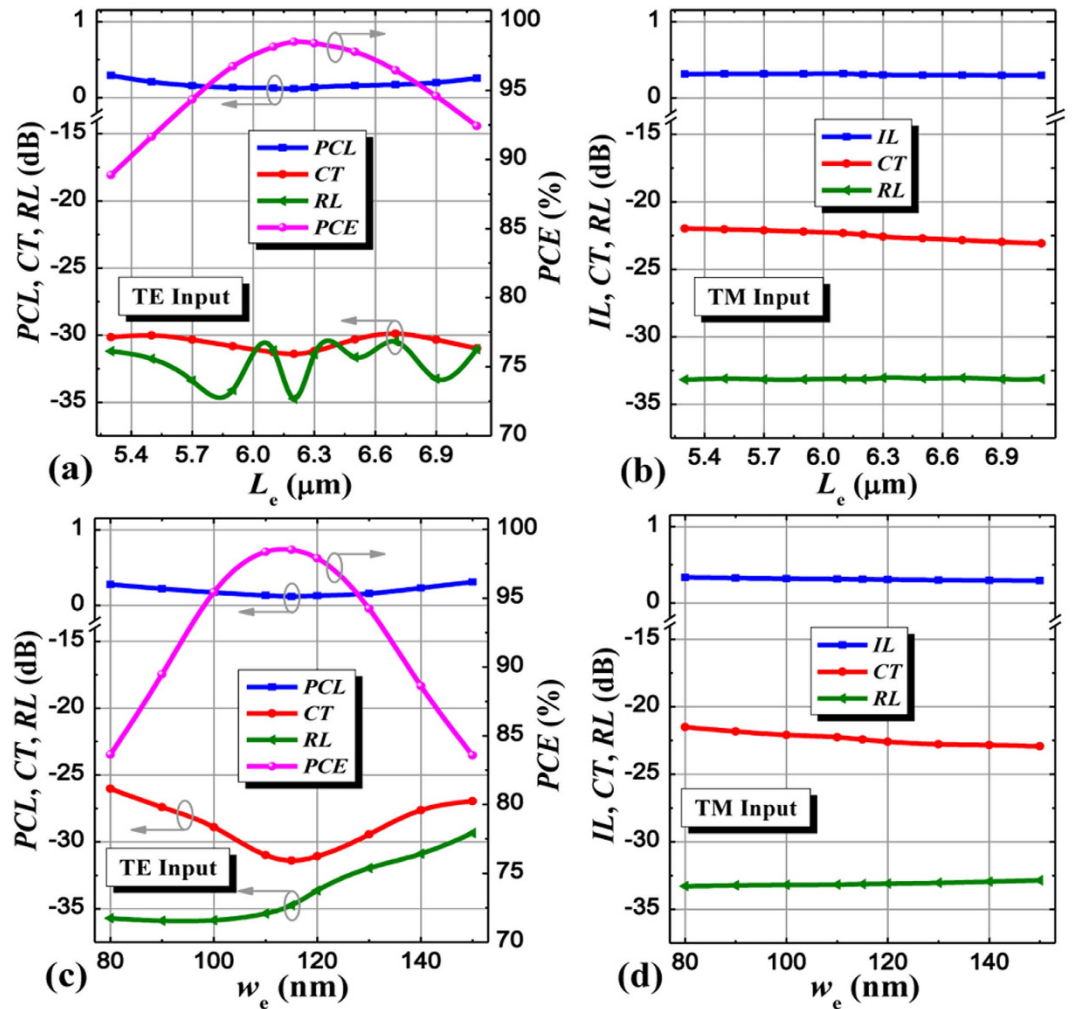 PCL, CT, RL (dB)
1
0
-15
-20
-25
-30
-35
PCL
CT
RL
PCE
TE Input
100
95
90
85
80
75
70
PCE (%)
5.4 5.7 6.0 6.3 6.6 6.9
(a)
Le (μm)
IL, CT, RL (dB)
1
0
-15
-20
-25
-30
-35
IL
CT
RL
TM Input
5.4 5.7 6.0 6.3 6.6 6.9
(b)
Le (μm)
PCL, CT, RL (dB)
1
0
-15
-20
-25
-30
-35
PCL
CT
RL
PCE
TE Input
100
95
90
85
80
75
70
PCE (%)
80 100 120 140
(c)
we (nm)
IL, CT, RL (dB)
1
0
-15
-20
-25
-30
-35
IL
CT
RL
TM Input
80 100 120 140
(d)
we (nm)